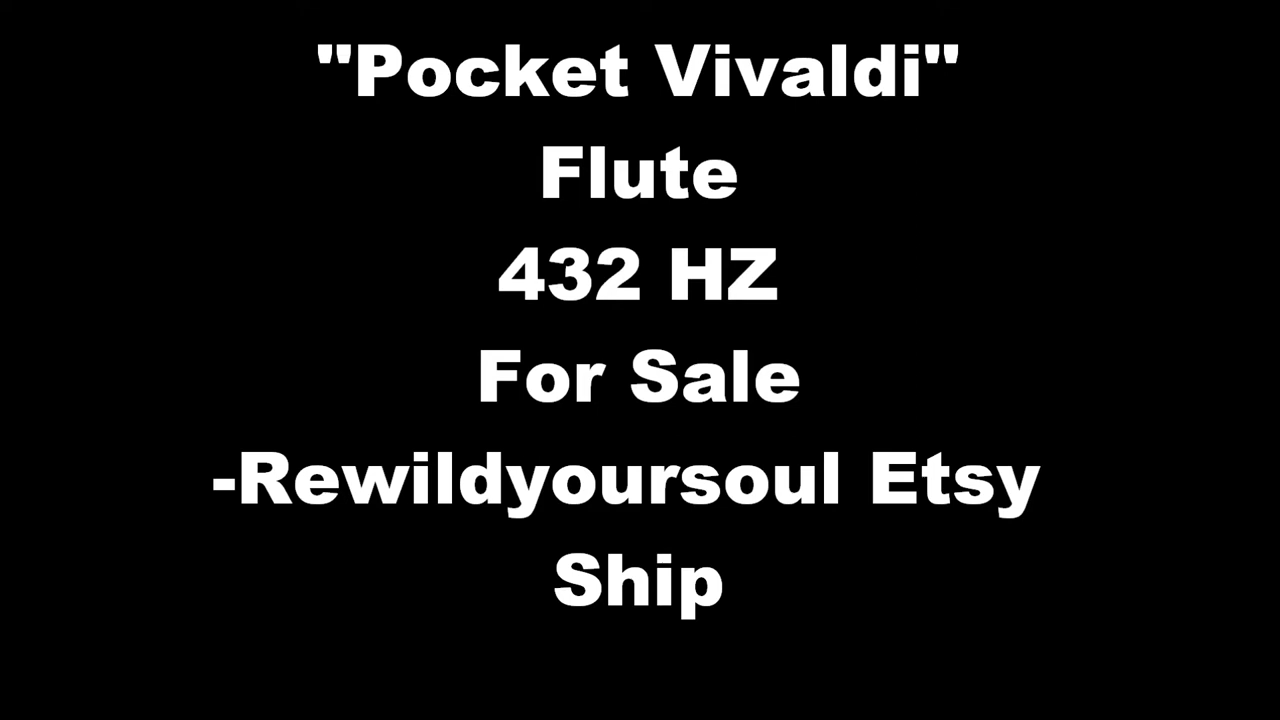 "Pocket Vivaldi"
Flute
432 HZ
For Sale
-Rewildyoursoul Etsy
Ship